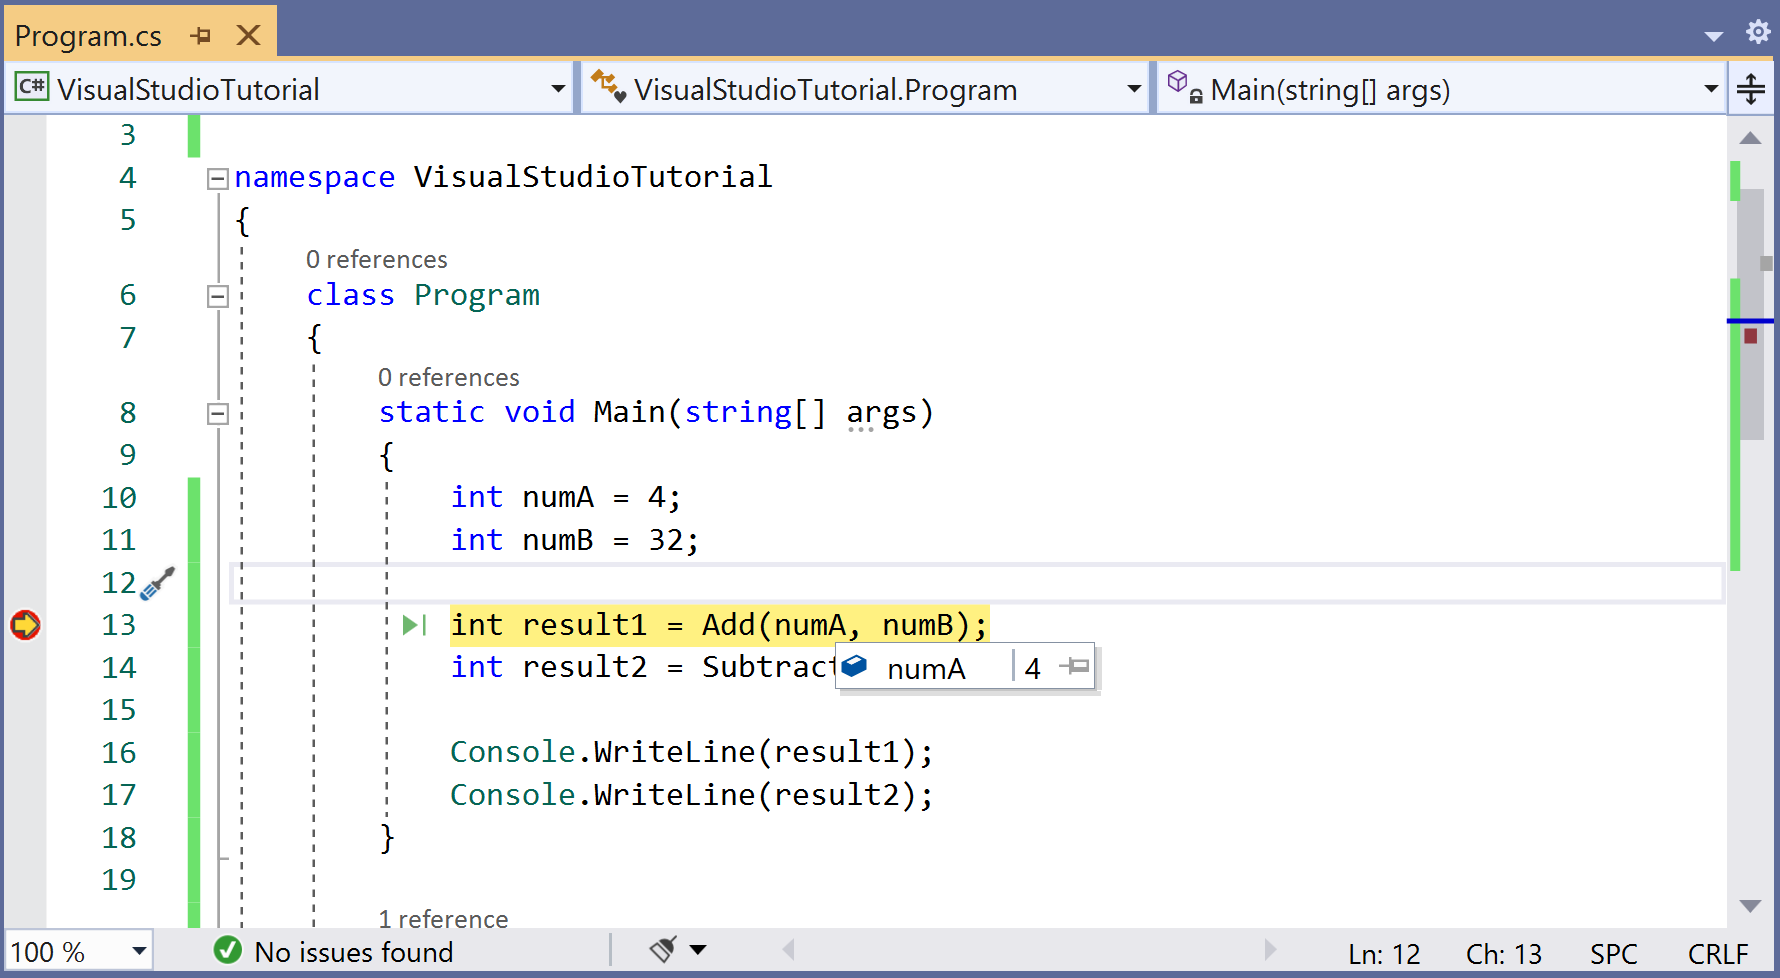 Program.cs
C# VisualStudioTutorial VisualStudioTutorial.Program Main(string[] args)
3
4 namespace VisualStudioTutorial
5 {
0 references
6 class Program
7 {
0 references
8 static void Main(string[] args)
9 {
10 int numA = 4;
11 int numB = 32;
12
13 int result1 = Add(numA, numB);
14 int result2 = Subtract
numA 4
15
16 Console.WriteLine(result1);
17 Console.WriteLine(result2);
18 }
19
1 reference
100 % No issues found Ln: 12 Ch: 13 SPC CRLF